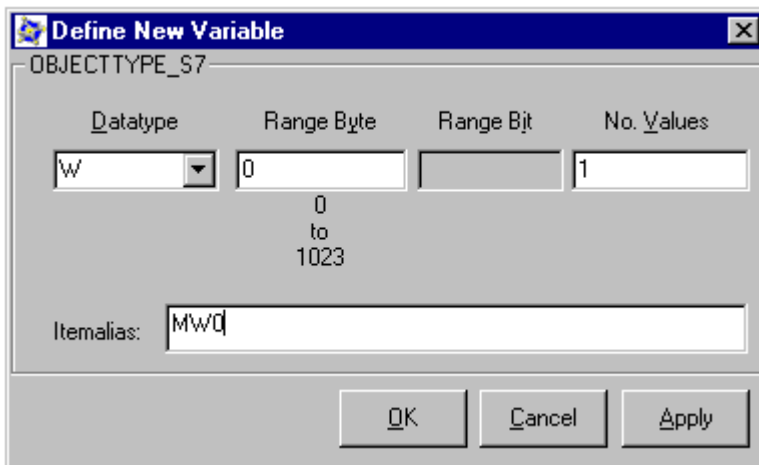 Define New Variable
OBJECTTYPE_S7
Datatype Range Byte Range Bit No. Values
W 0 1
0
to
1023
Itemalias: MW0
OK Cancel Apply